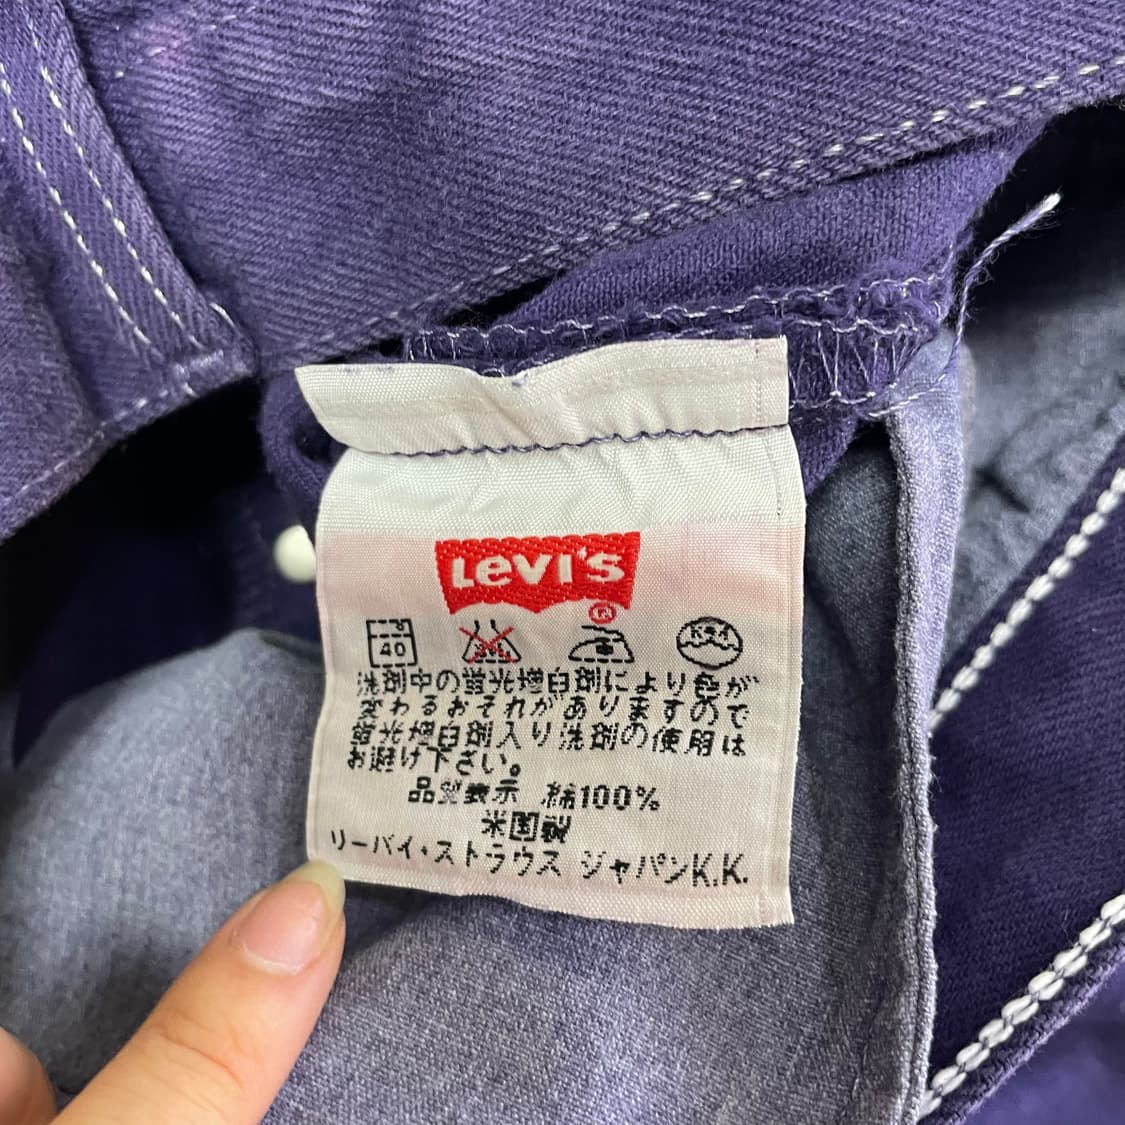 LEVI'S
®
40
洗剤中の蛍光増白剤により色が
変わるおそれがありますので
蛍光増白剤入り洗剤の使用は
お避け下さい。
品質表示 綿100%
米国製
リーバイ・ストラウス ジャパンK.K.